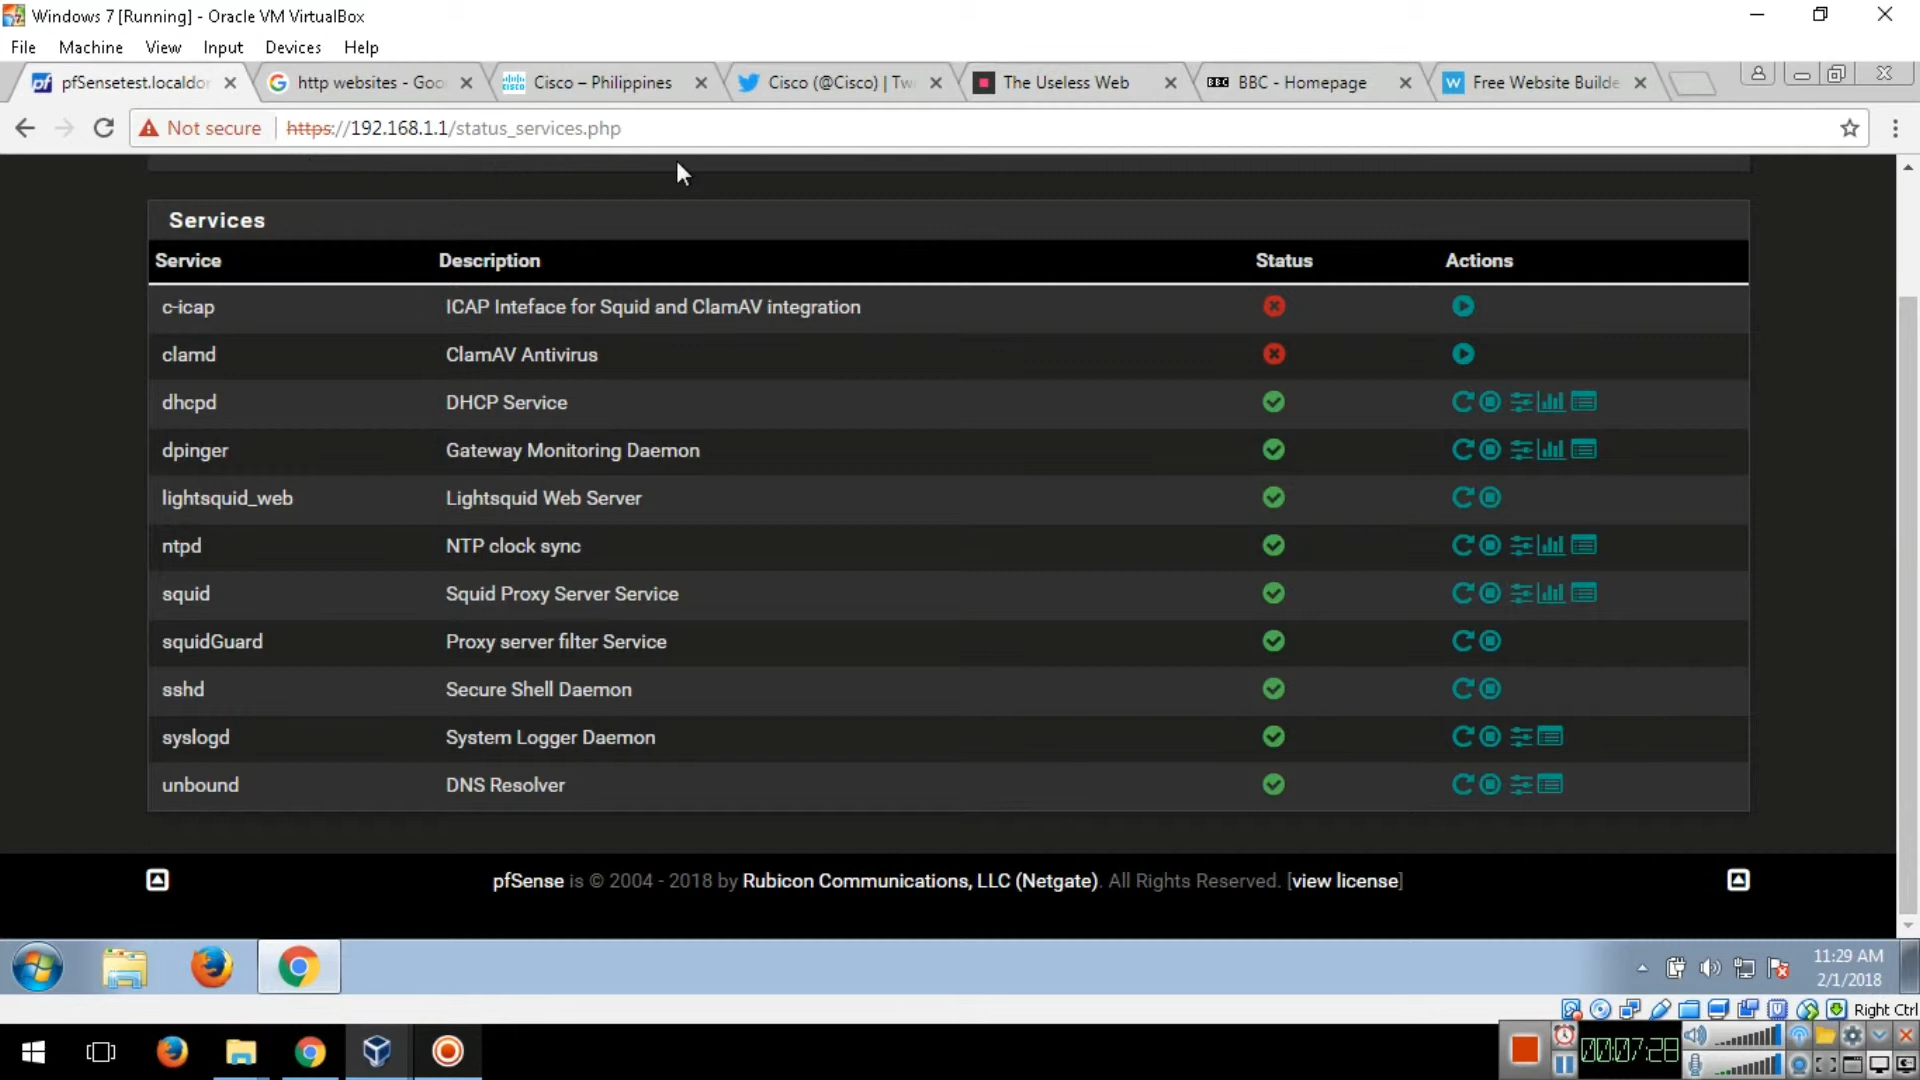 Windows 7 [Running] - Oracle VM VirtualBox
File Machine View Input Devices Help
pfSensetest.localdor http websites - Goo Cisco – Philippines Cisco (@Cisco) | Tw The Useless Web BBC - Homepage Free Website Builde
Not secure https://192.168.1.1/status_services.php
Services
Service Description Status Actions
c-icap ICAP Inteface for Squid and ClamAV integration
clamd ClamAV Antivirus
dhcpd DHCP Service
dpinger Gateway Monitoring Daemon
lightsquid_web Lightsquid Web Server
ntpd NTP clock sync
squid Squid Proxy Server Service
squidGuard Proxy server filter Service
sshd Secure Shell Daemon
syslogd System Logger Daemon
unbound DNS Resolver
pfSense is © 2004 - 2018 by Rubicon Communications, LLC (Netgate). All Rights Reserved. [view license]
11:29 AM
2/1/2018
Right Ctrl
00:07:28